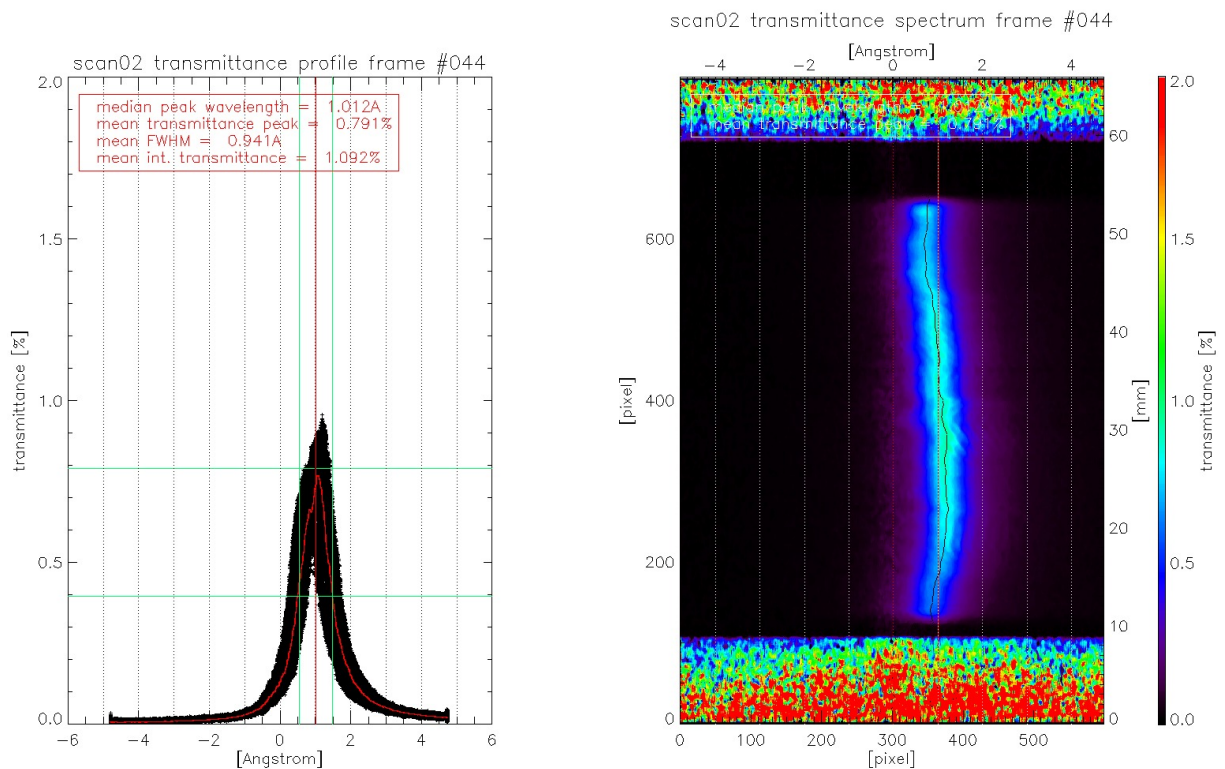 scan02 transmittance spectrum frame #044
scan02 transmittance profile frame #044
median peak wavelength = 1.012A
mean transmittance peak = 0.791%
mean FWHM = 0.941A
mean int. transmittance = 1.092%
2.0
1.5
1.0
0.5
0.0
transmittance [%]
−6 −4 −2 0 2 4 6
[Angstrom]
[Angstrom]
−4 −2 0 2 4
mean transmittance peak
600
400
200
0
[pixel]
0 100 200 300 400 500
[pixel]
60
50
40
30
20
10
0
[mm]
2.0
1.5
1.0
0.5
0.0
transmittance [%]